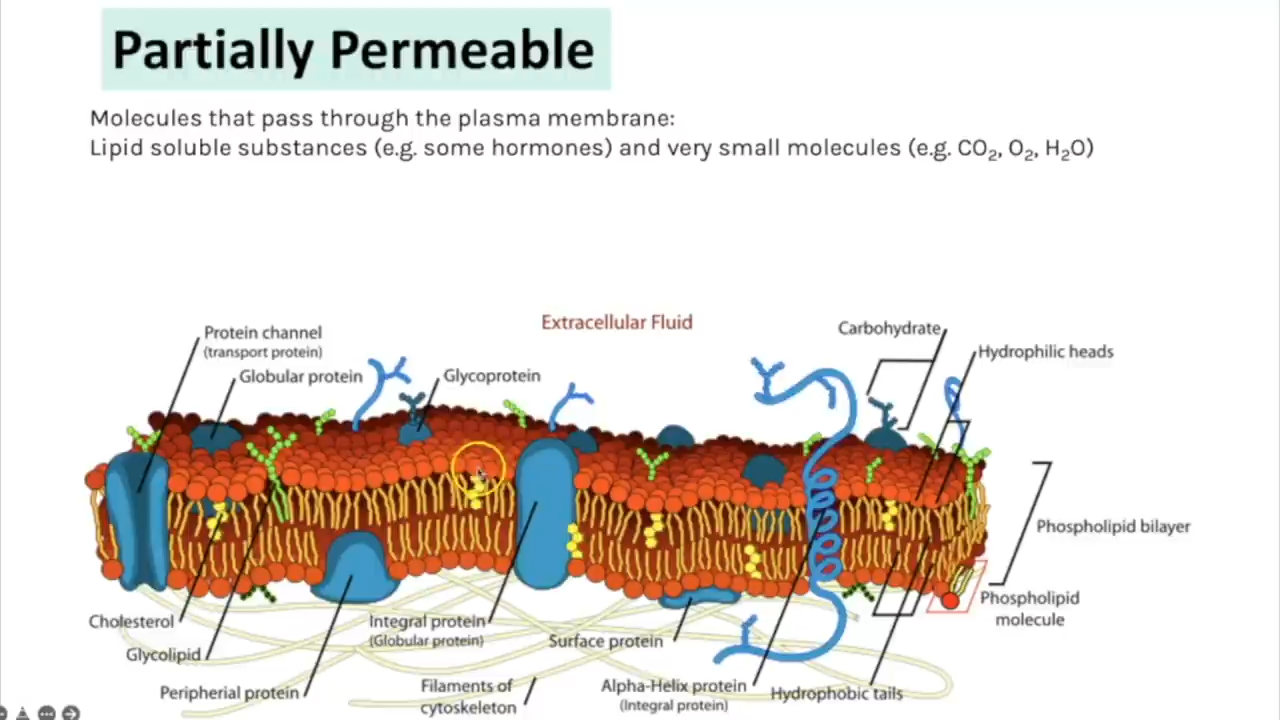 Partially Permeable
Molecules that pass through the plasma membrane:
Lipid soluble substances (e.g. some hormones) and very small molecules (e.g. CO₂, O₂, H₂O)
Extracellular Fluid
Protein channel
(transport protein)
Globular protein
Glycoprotein
Carbohydrate
Hydrophilic heads
Phospholipid bilayer
Phospholipid
molecule
Cholesterol
Glycolipid
Peripherial protein
Integral protein
(Globular protein)
Filaments of
cytoskeleton
Surface protein
Alpha-Helix protein
(Integral protein)
Hydrophobic tails